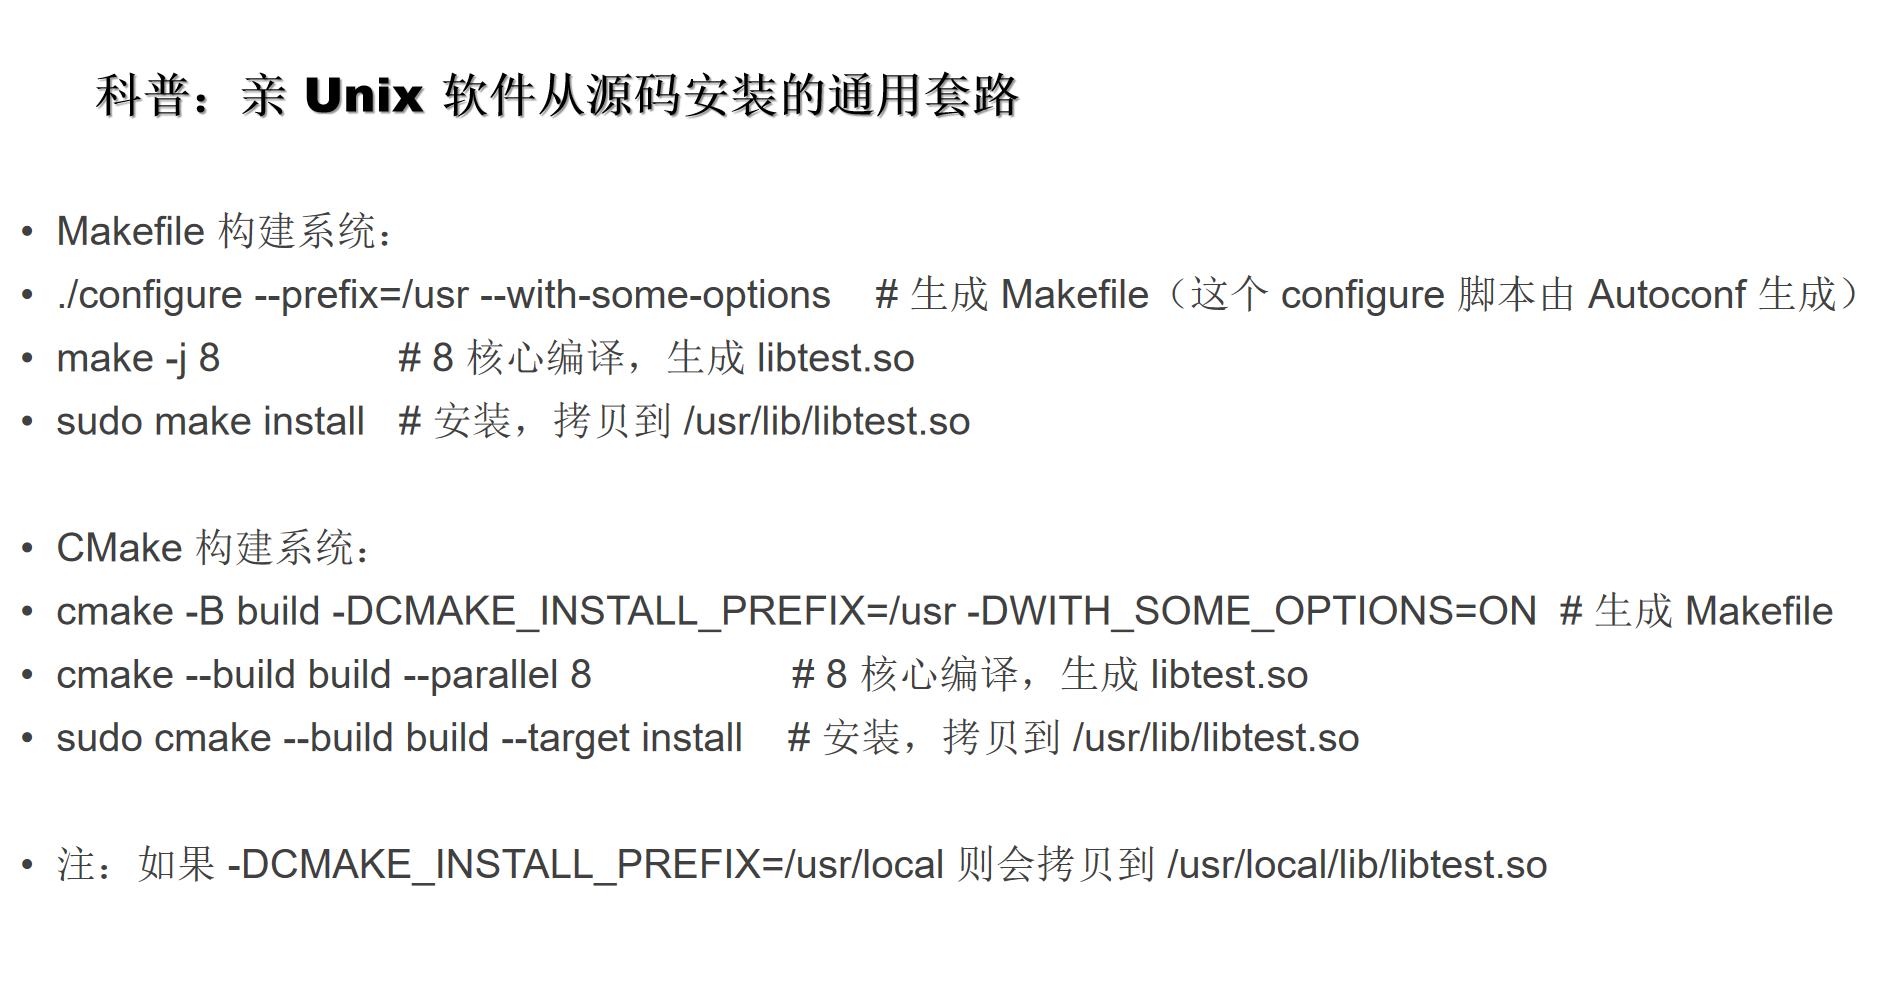 科普：亲 Unix 软件从源码安装的通用套路
• Makefile 构建系统：
• ./configure --prefix=/usr --with-some-options # 生成 Makefile（这个 configure 脚本由 Autoconf 生成）
• make -j 8 # 8 核心编译，生成 libtest.so
• sudo make install # 安装，拷贝到 /usr/lib/libtest.so
• CMake 构建系统：
• cmake -B build -DCMAKE_INSTALL_PREFIX=/usr -DWITH_SOME_OPTIONS=ON # 生成 Makefile
• cmake --build build --parallel 8 # 8 核心编译，生成 libtest.so
• sudo cmake --build build --target install # 安装，拷贝到 /usr/lib/libtest.so
• 注：如果 -DCMAKE_INSTALL_PREFIX=/usr/local 则会拷贝到 /usr/local/lib/libtest.so